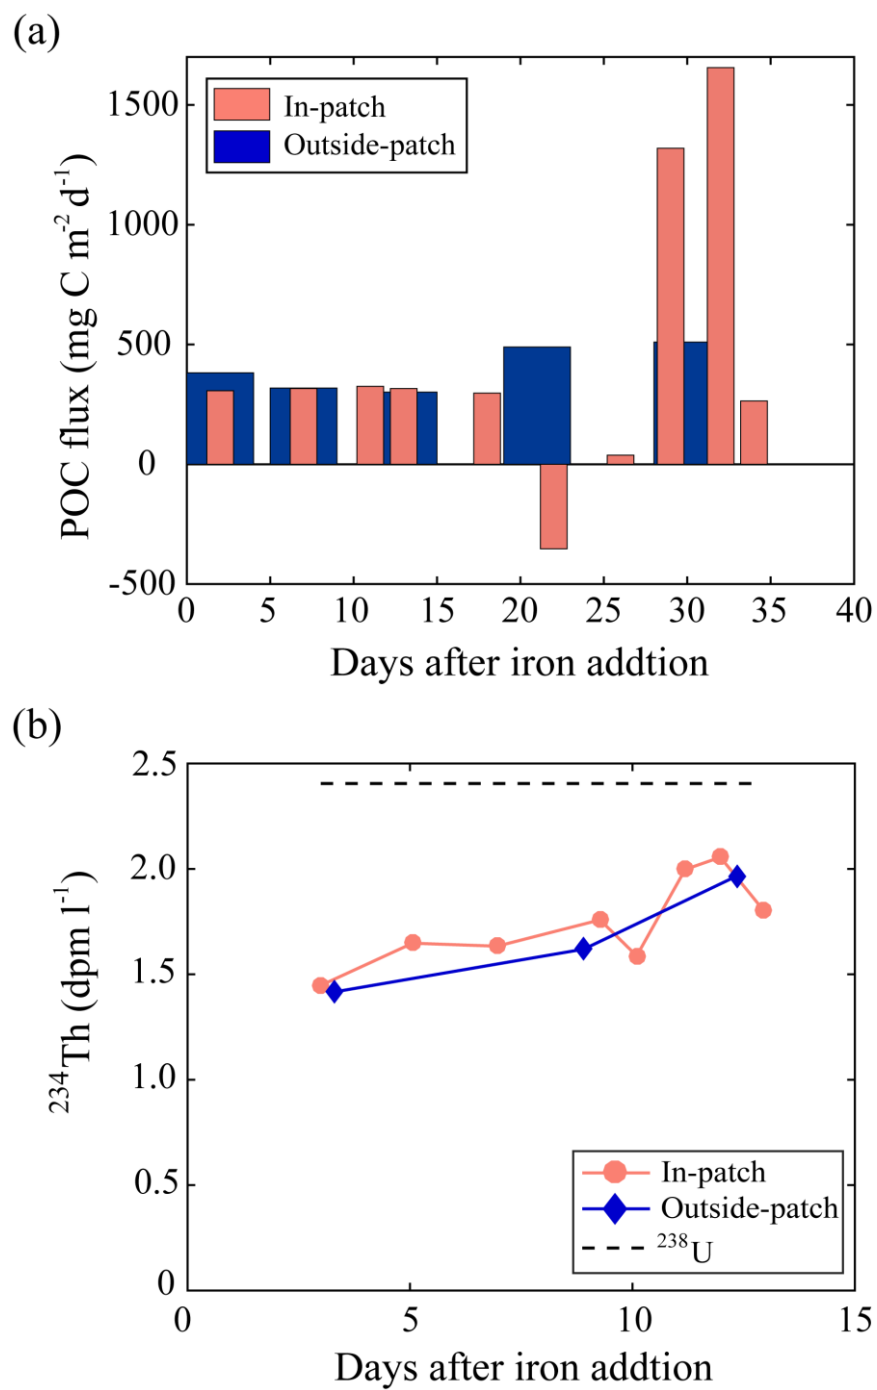 (a)
1500
1000
500
0
-500
POC flux (mg C m⁻² d⁻¹)
In-patch
Outside-patch
0 5 10 15 20 25 30 35 40
Days after iron addtion
(b)
2.5
2.0
1.5
1.0
0.5
0
²³⁴Th (dpm l⁻¹)
In-patch
Outside-patch
²³⁸U
0 5 10 15
Days after iron addtion